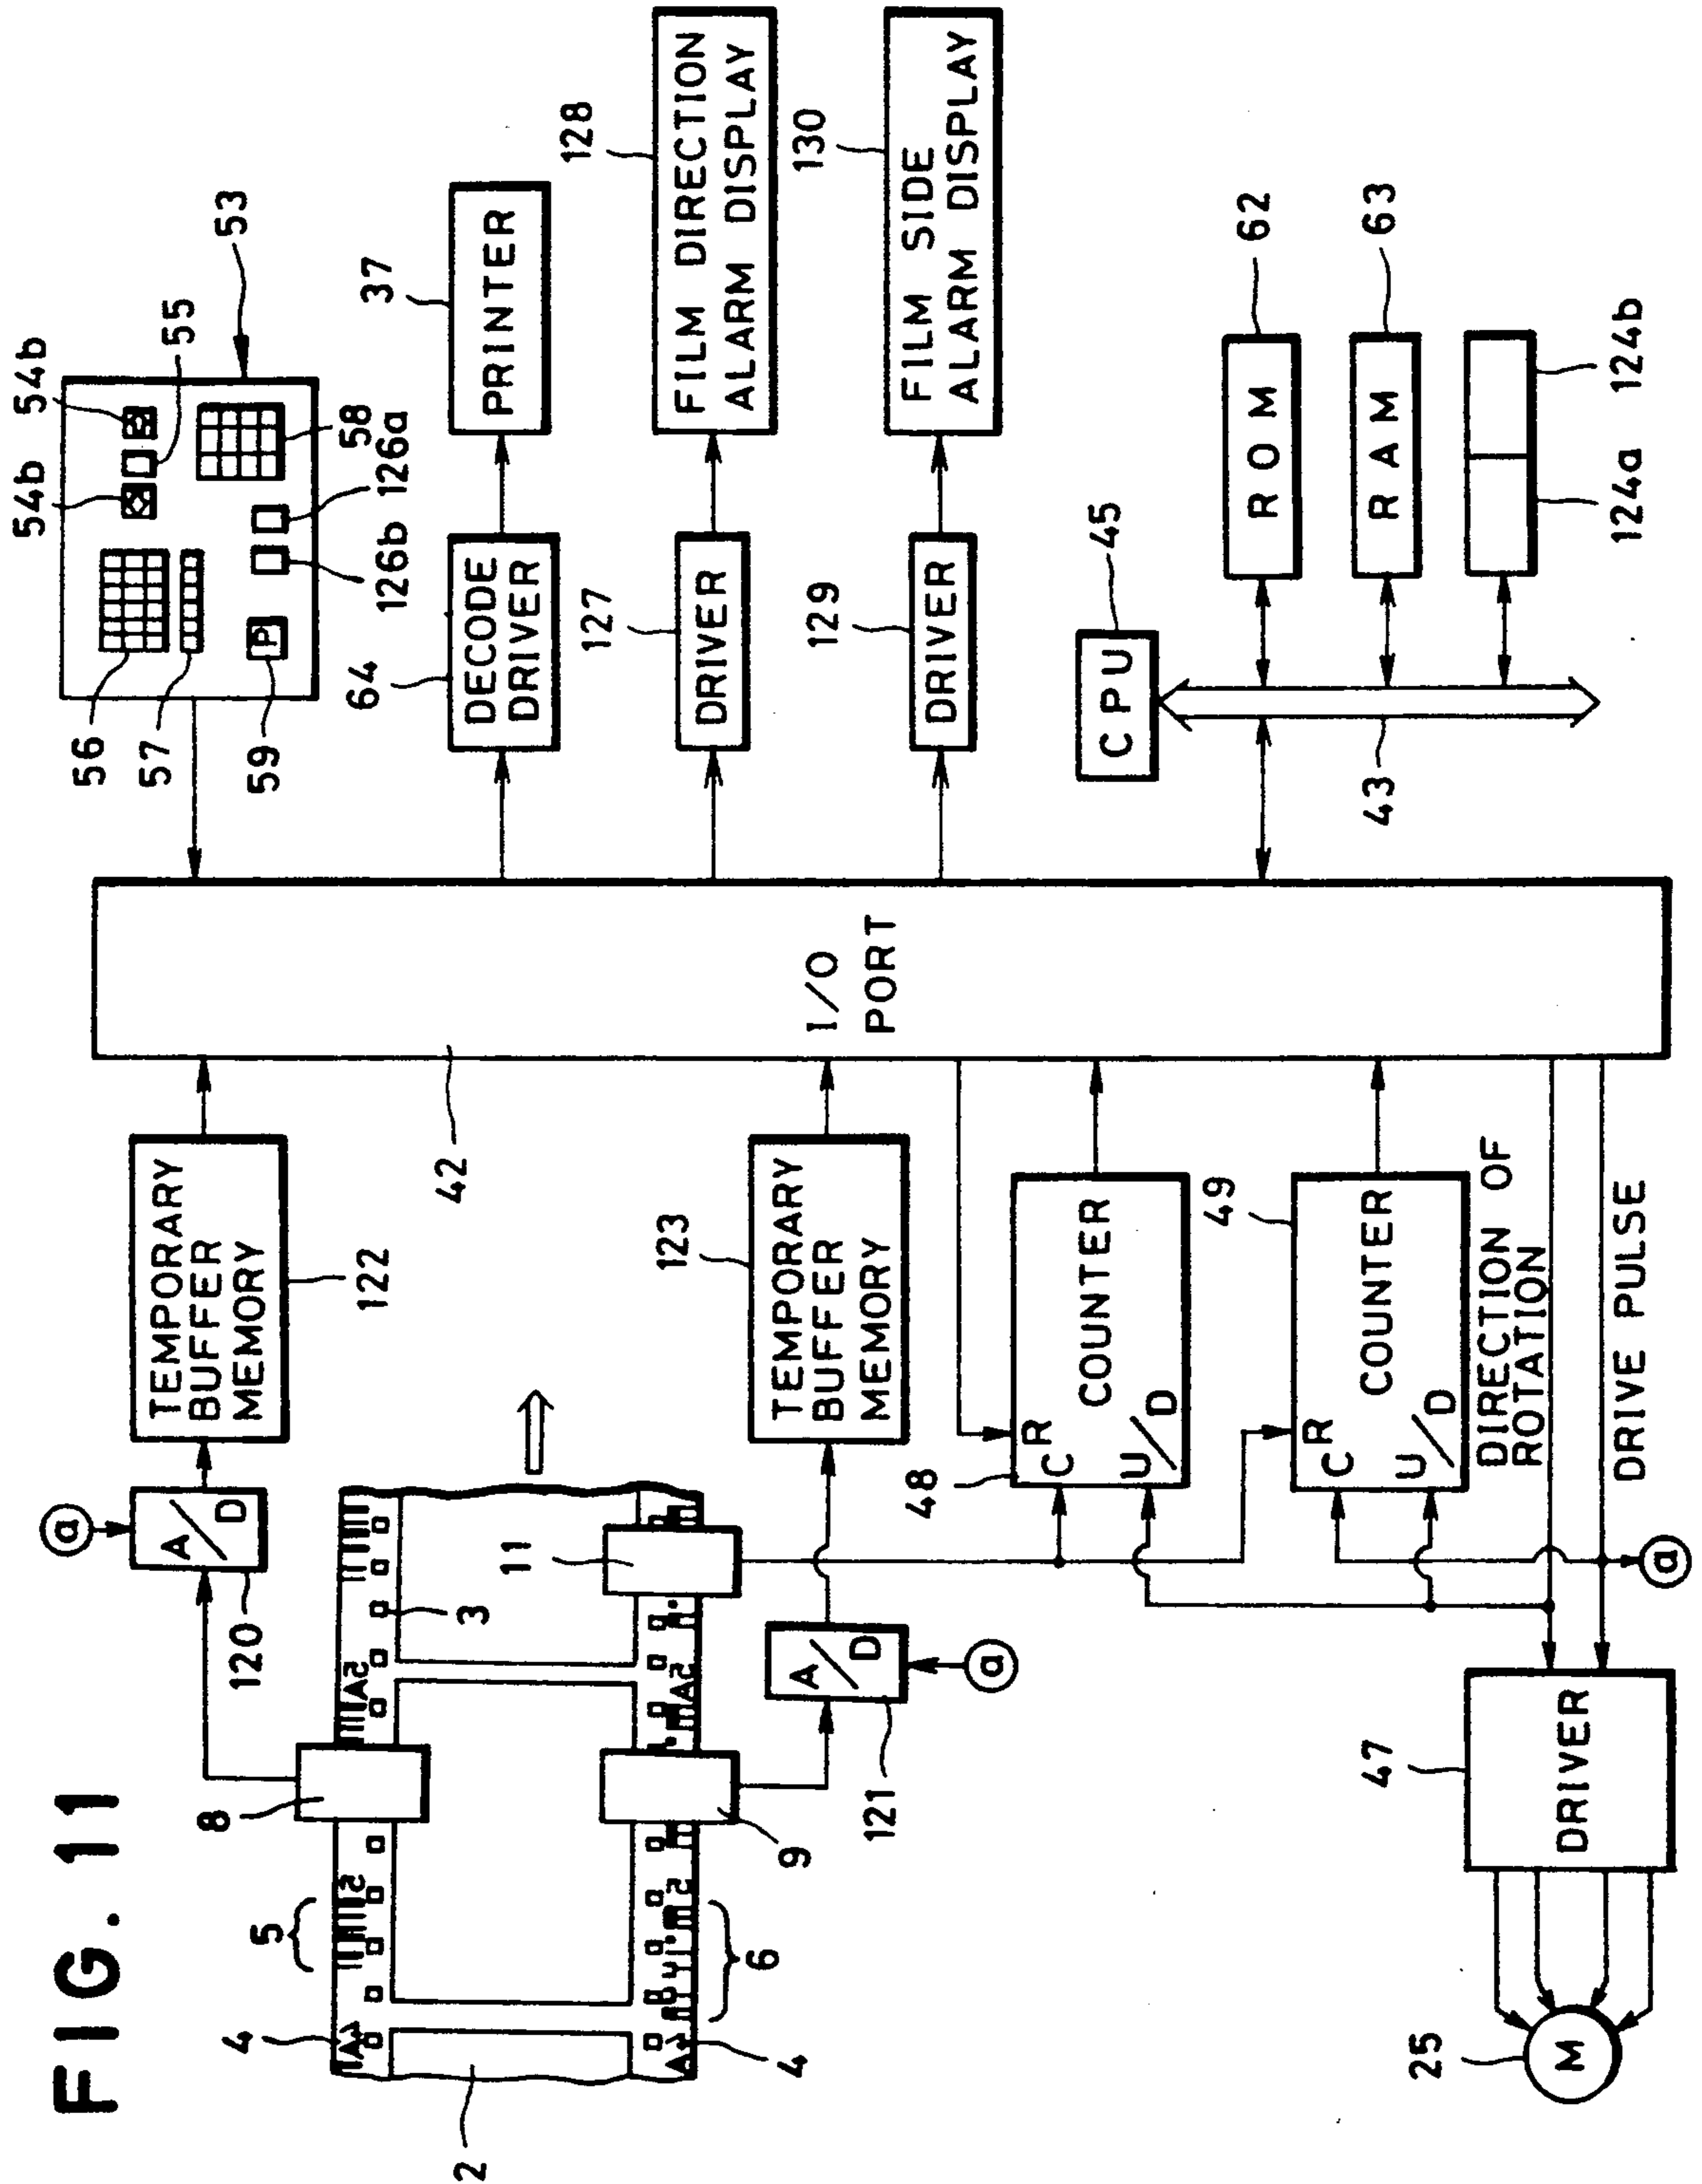 FIG. 11
54b
54b
55
53
56
57
59
P
126b
126a
58
64
DECODE
DRIVER
37
PRINTER
127
DRIVER
128
FILM DIRECTION
ALARM DISPLAY
129
DRIVER
130
FILM SIDE
ALARM DISPLAY
45
CPU
43
ROM
62
RAM
63
124a
124b
I/O
PORT
42
a
A/D
120
TEMPORARY
BUFFER
MEMORY
122
8
5
4
A
2
3
11
9
6
4
A
2
a
A/D
121
TEMPORARY
BUFFER
MEMORY
123
48
R
C
COUNTER
U/D
49
R
C
COUNTER
U/D
DIRECTION OF
ROTATION
DRIVE PULSE
a
47
DRIVER
25
M